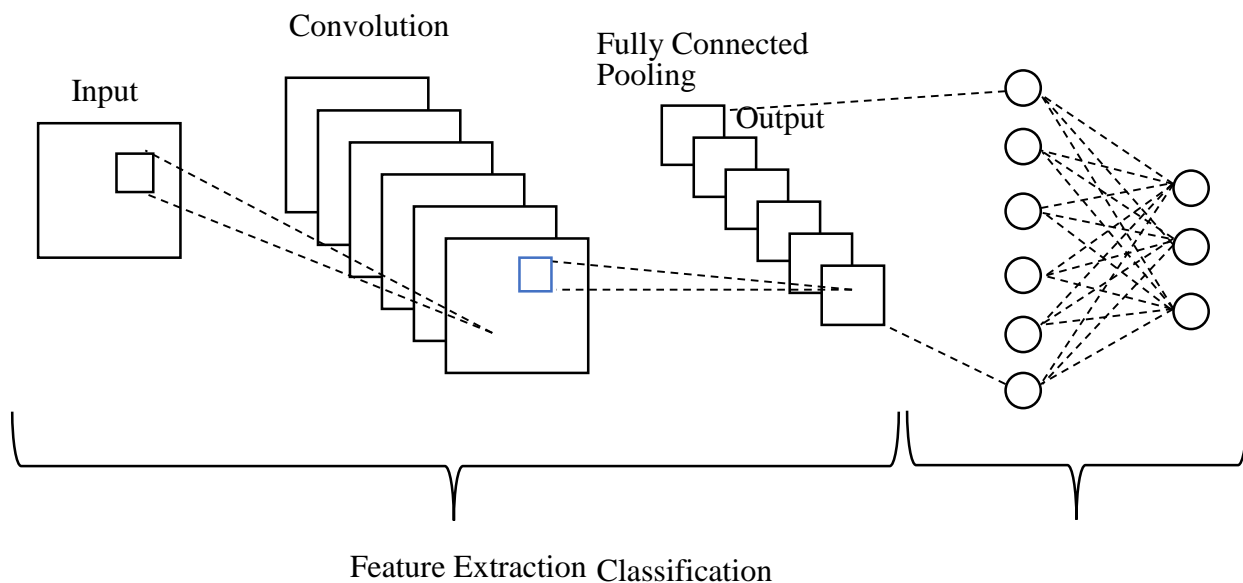 Convolution
Fully Connected
Pooling
Input
Output
Feature Extraction Classification